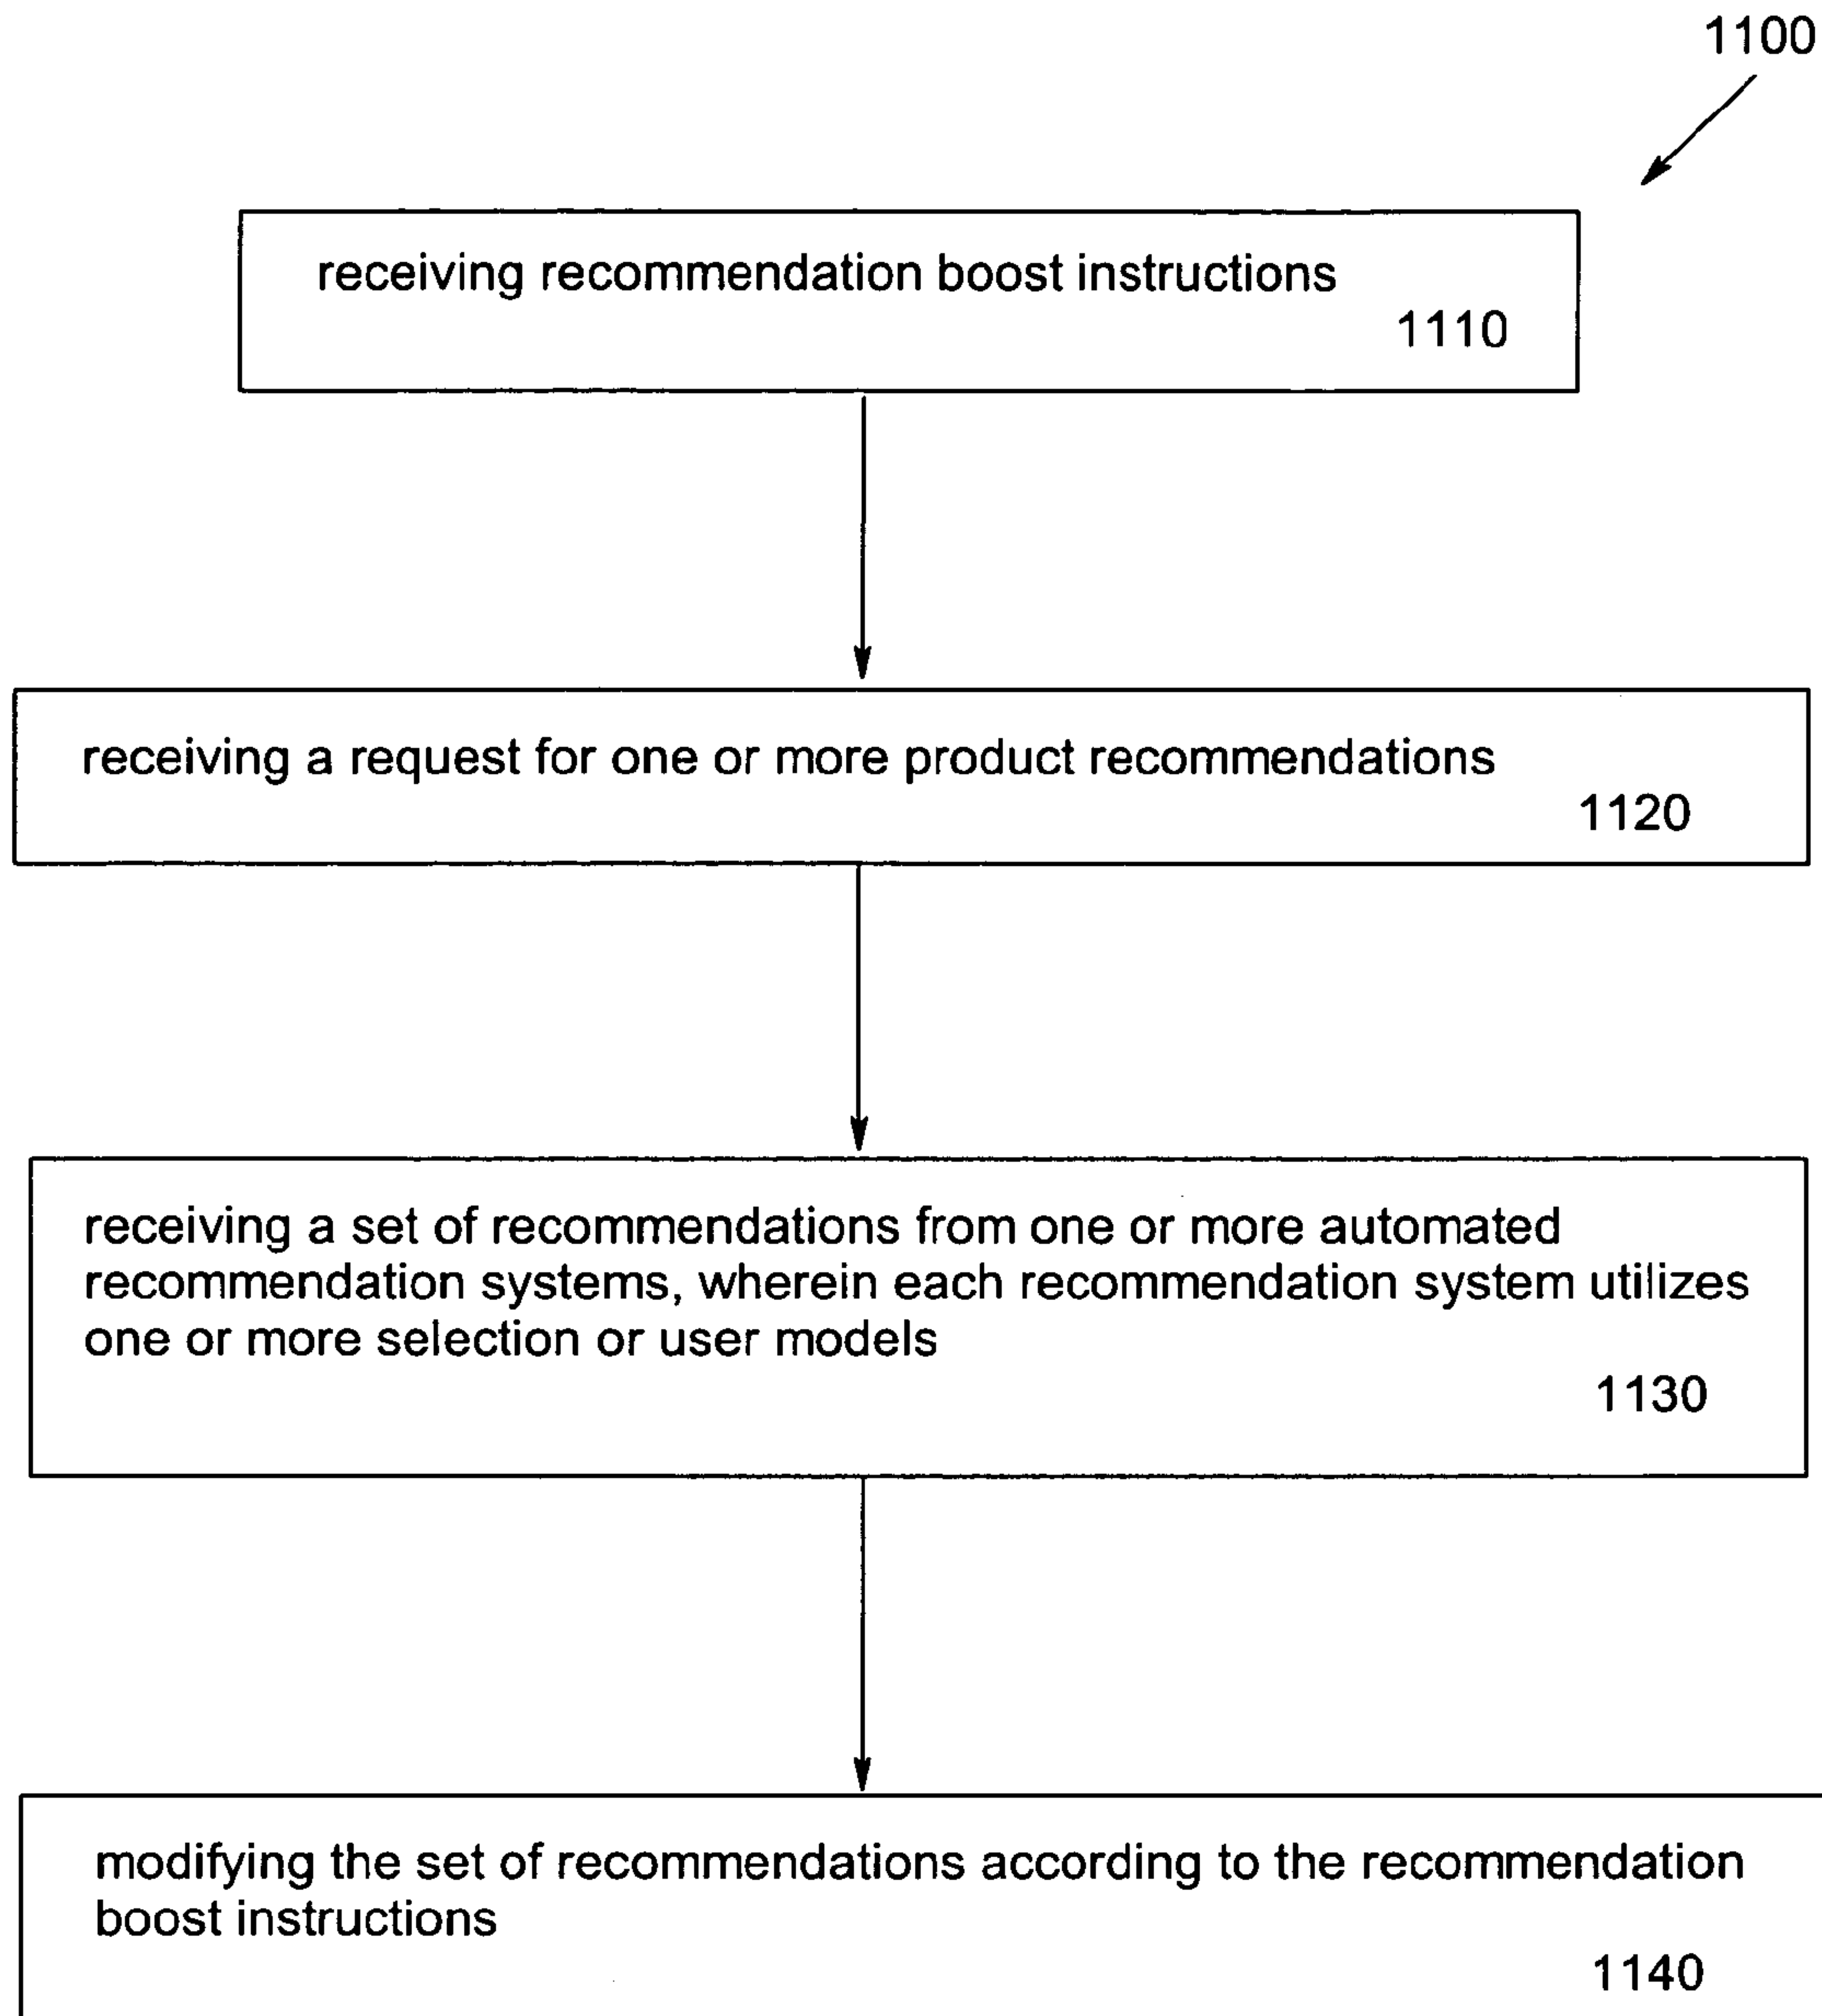 1100
receiving recommendation boost instructions
1110
receiving a request for one or more product recommendations
1120
receiving a set of recommendations from one or more automated
recommendation systems, wherein each recommendation system utilizes
one or more selection or user models
1130
modifying the set of recommendations according to the recommendation
boost instructions
1140